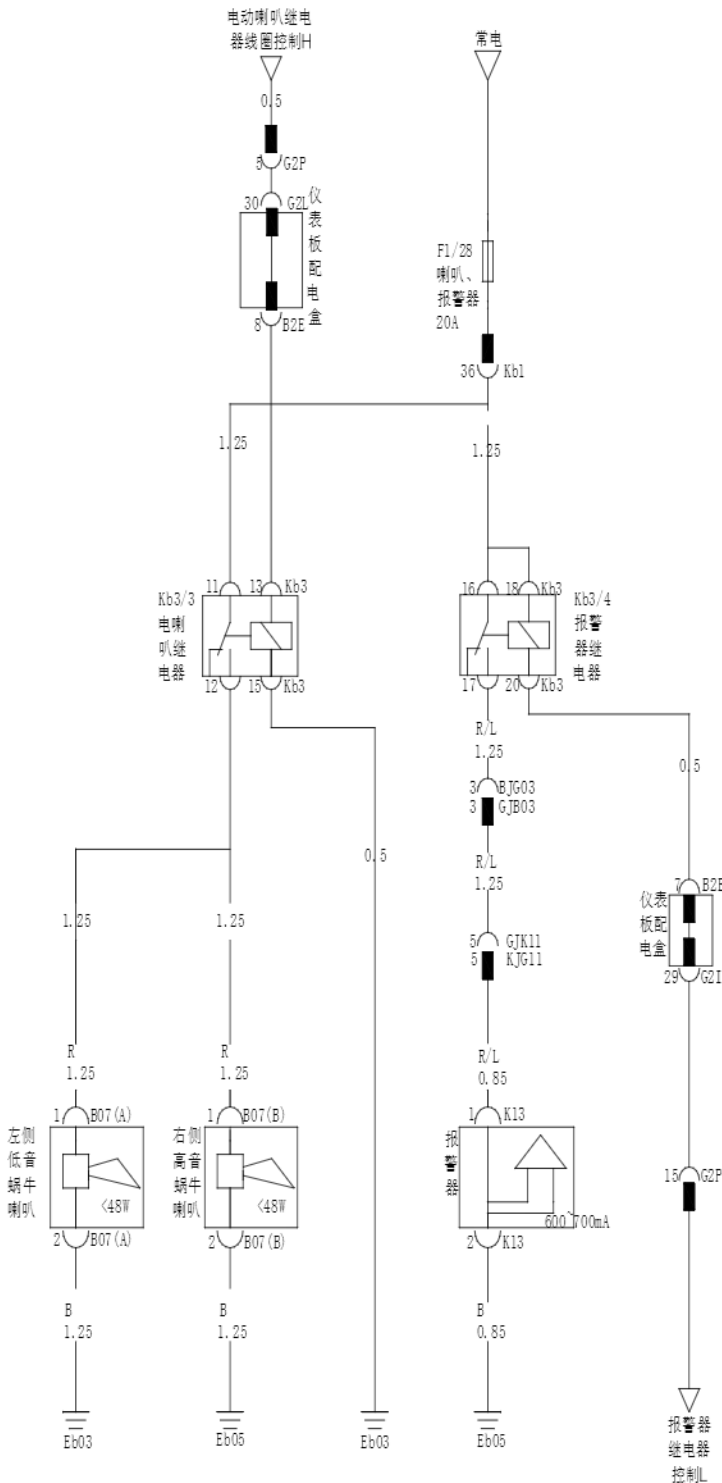 电动喇叭继电
器线圈控制H
常电
0.5
5
G2P
30
G2L
仪
表
板
配
电
盒
8
B2E
F1/28
喇叭、
报警器
20A
36
Kb1
1.25
1.25
11
13
Kb3
Kb3/3
电喇
叭继
电器
12
15
Kb3
16
18
Kb3
Kb3/4
报警
器继
电器
17
20
Kb3
R/L
1.25
0.5
3
BJG03
3
GJB03
0.5
R/L
1.25
7
仪表
板配
电盒
29
1.25
1.25
5
GJK11
5
KJG11
R
1.25
R
1.25
R/L
0.85
1
B07(A)
左侧
低音
蜗牛
喇叭
<48W
2
B07(A)
1
B07(B)
右侧
高音
蜗牛
喇叭
<48W
2
B07(B)
1
K13
报
警
器
600~700mA
2
K13
15
G2P
B
1.25
B
1.25
B
0.85
Eb03
Eb05
Eb03
Eb05
报警器
继电器
控制L